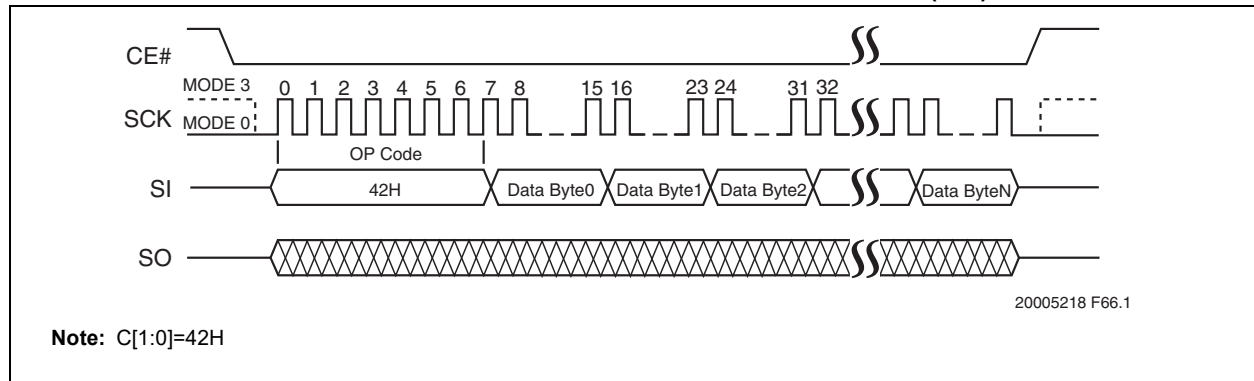 CE#
MODE 3
0 1 2 3 4 5 6 7 8 15 16 23 24 31 32
SCK
MODE 0
OP Code
SI 42H Data Byte0 Data Byte1 Data Byte2 Data ByteN
SO
20005218 F66.1
Note: C[1:0]=42H